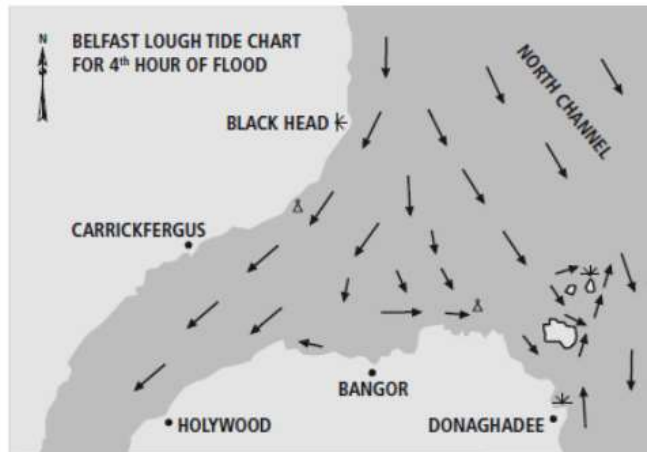 N
BELFAST LOUGH TIDE CHART
FOR 4th HOUR OF FLOOD
NORTH CHANNEL
BLACK HEAD
CARRICKFERGUS
BANGOR
HOLYWOOD
DONAGHADEE